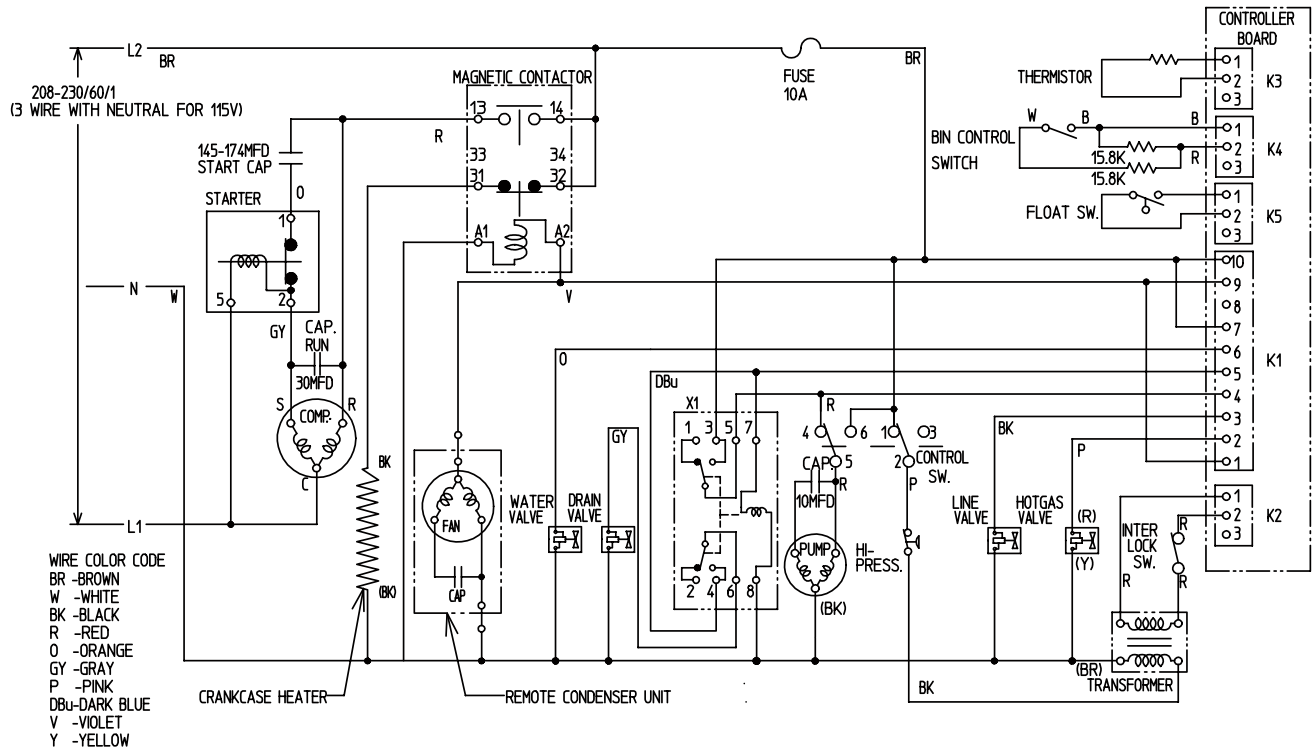 CONTROLLER
BOARD
L2
BR
BR
FUSE
10A
MAGNETIC CONTACTOR
208-230/60/1
(3 WIRE WITH NEUTRAL FOR 115V)
THERMISTOR
1
2
3
K3
13
14
R
W
B
B
1
2
3
K4
R
BIN CONTROL
SWITCH
15.8K
15.8K
145-174MFD
START CAP
33
34
31
32
O
STARTER
1
5
2
A1
A2
FLOAT SW.
1
2
3
K5
N
W
V
10
9
8
7
6
5
4
3
2
1
K1
GY
CAP.
RUN
30MFD
O
DBu
S
R
COMP.
C
X1
1
3
5
7
R
4
6
1
3
GY
BK
P
CAP.
10MFD
5
R
2
CONTROL
SW.
P
BK
FAN
CAP
WATER
VALVE
DRAIN
VALVE
LINE
VALVE
HOTGAS
VALVE
(R)
(Y)
1
2
3
K2
INTER
LOCK
SW.
R
R
R
L1
PUMP
HI-
PRESS.
(BK)
(BK)
2
4
6
8
WIRE COLOR CODE
BR -BROWN
W -WHITE
BK -BLACK
R -RED
O -ORANGE
GY -GRAY
P -PINK
DBu-DARK BLUE
V -VIOLET
Y -YELLOW
CRANKCASE HEATER
REMOTE CONDENSER UNIT
BK
(BR)
TRANSFORMER